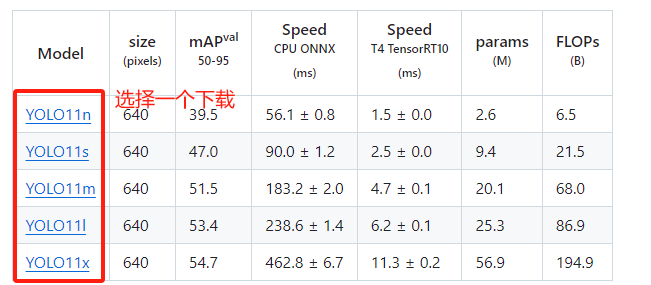 Model size (pixels) mAPval 50-95 Speed CPU ONNX (ms) Speed T4 TensorRT10 (ms) params (M) FLOPs (B)
选择一个下载
YOLO11n 640 39.5 56.1 ± 0.8 1.5 ± 0.0 2.6 6.5
YOLO11s 640 47.0 90.0 ± 1.2 2.5 ± 0.0 9.4 21.5
YOLO11m 640 51.5 183.2 ± 2.0 4.7 ± 0.1 20.1 68.0
YOLO11l 640 53.4 238.6 ± 1.4 6.2 ± 0.1 25.3 86.9
YOLO11x 640 54.7 462.8 ± 6.7 11.3 ± 0.2 56.9 194.9